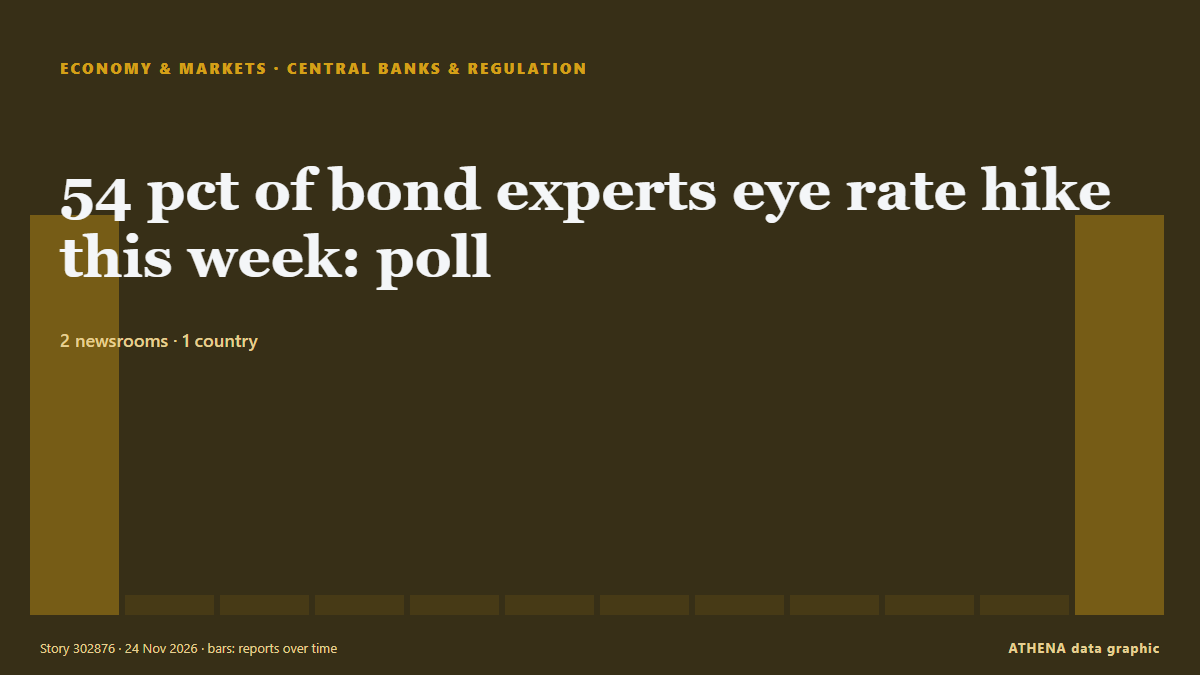 ECONOMY & MARKETS · CENTRAL BANKS & REGULATION
54 pct of bond experts eye rate hike
this week: poll
2 newsrooms · 1 country
Story 302876 · 24 Nov 2026 · bars: reports over time
ATHENA data graphic